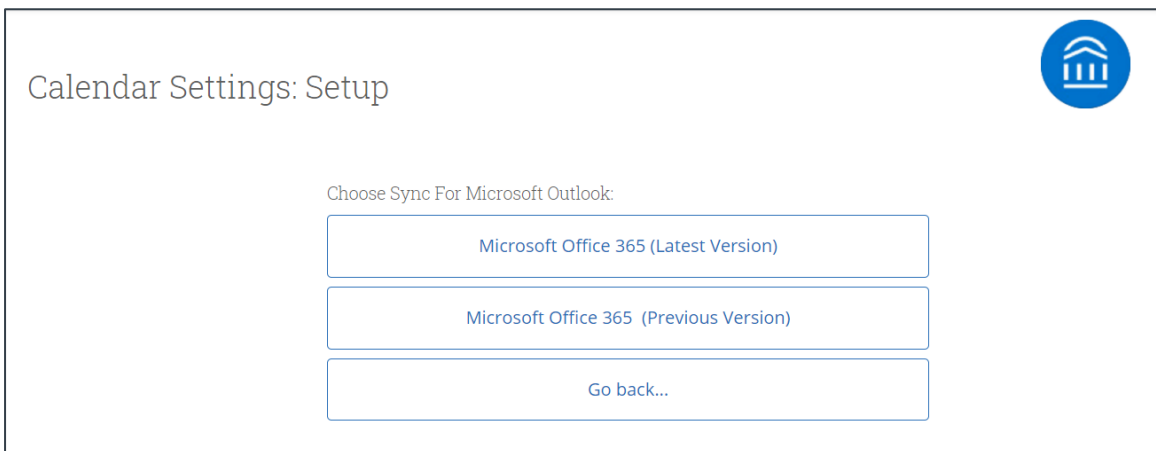 Calendar Settings: Setup
Choose Sync For Microsoft Outlook:
Microsoft Office 365 (Latest Version)
Microsoft Office 365  (Previous Version)
Go back...